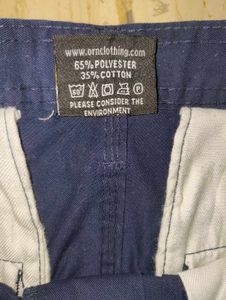 www.ornclothing.com
65% POLYESTER
35% COTTON
PLEASE CONSIDER THE
ENVIRONMENT